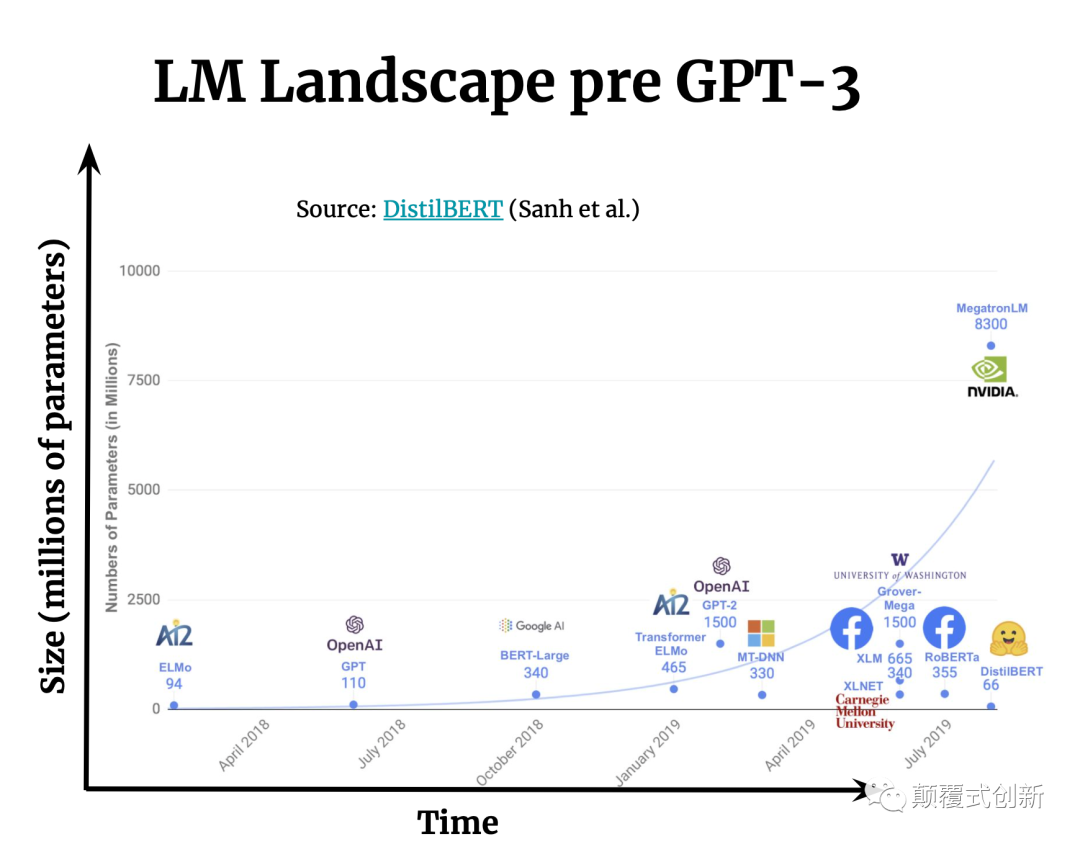 LM Landscape pre GPT-3
Source: DistilBERT (Sanh et al.)
Size (millions of parameters)
Numbers of Parameters (in Millions)
10000
7500
5000
2500
0
MegatronLM
8300
NVIDIA.
AI2
ELMo
94
OpenAI
GPT
110
Google AI
BERT-Large
340
AI2
Transformer
ELMo
465
OpenAI
GPT-2
1500
MT-DNN
330
W
UNIVERSITY of WASHINGTON
Grover-
Mega
1500
XLM 665
340
XLNET
Carnegie
Mellon
University
RoBERTa
355
DistilBERT
66
April 2018
July 2018
October 2018
January 2019
April 2019
July 2019
Time
颠覆式创新